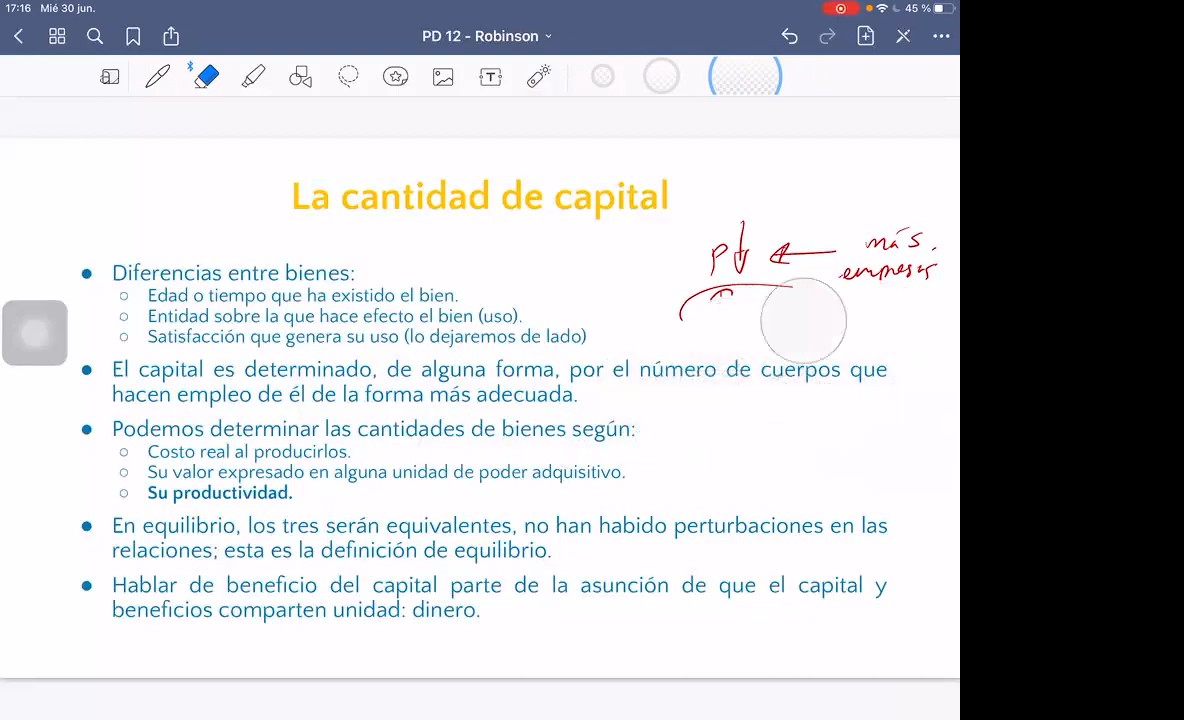 17:16 Mié 30 jun.
45 %
PD 12 - Robinson
T
La cantidad de capital
P↓ ← más
empresas
● Diferencias entre bienes:
○ Edad o tiempo que ha existido el bien.
○ Entidad sobre la que hace efecto el bien (uso).
○ Satisfacción que genera su uso (lo dejaremos de lado)
● El capital es determinado, de alguna forma, por el número de cuerpos que
hacen empleo de él de la forma más adecuada.
● Podemos determinar las cantidades de bienes según:
○ Costo real al producirlos.
○ Su valor expresado en alguna unidad de poder adquisitivo.
○ Su productividad.
● En equilibrio, los tres serán equivalentes, no han habido perturbaciones en las
relaciones; esta es la definición de equilibrio.
● Hablar de beneficio del capital parte de la asunción de que el capital y
beneficios comparten unidad: dinero.